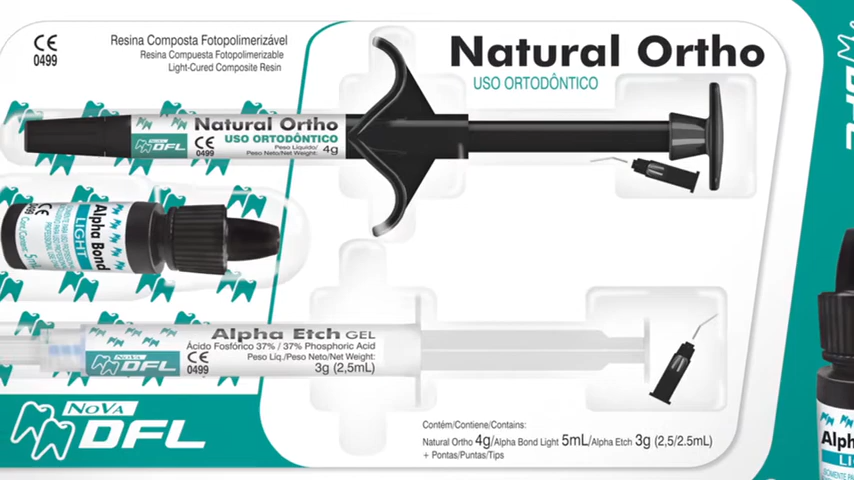 CE
0499
Resina Composta Fotopolimerizável
Resina Compuesta Fotopolimerizable
Light-Cured Composite Resin
Natural Ortho
USO ORTODÔNTICO
Natural Ortho
USO ORTODÔNTICO
NOVA
DFL
CE
0499
Peso Líquido/
Peso Neto/Net Weight: 4g
DFL
Alpha Bond
LIGHT
5mL
Alpha Etch GEL
Ácido Fosfórico 37% / 37% Phosphoric Acid
Peso Líq./Peso Neto/Net Weight:
3g (2,5mL)
NOVA
DFL
CE
0499
NOVA
DFL
Contém/Contiene/Contains:
Natural Ortho 4g/Alpha Bond Light 5mL/Alpha Etch 3g (2,5/2.5mL)
+ Pontas/Puntas/Tips